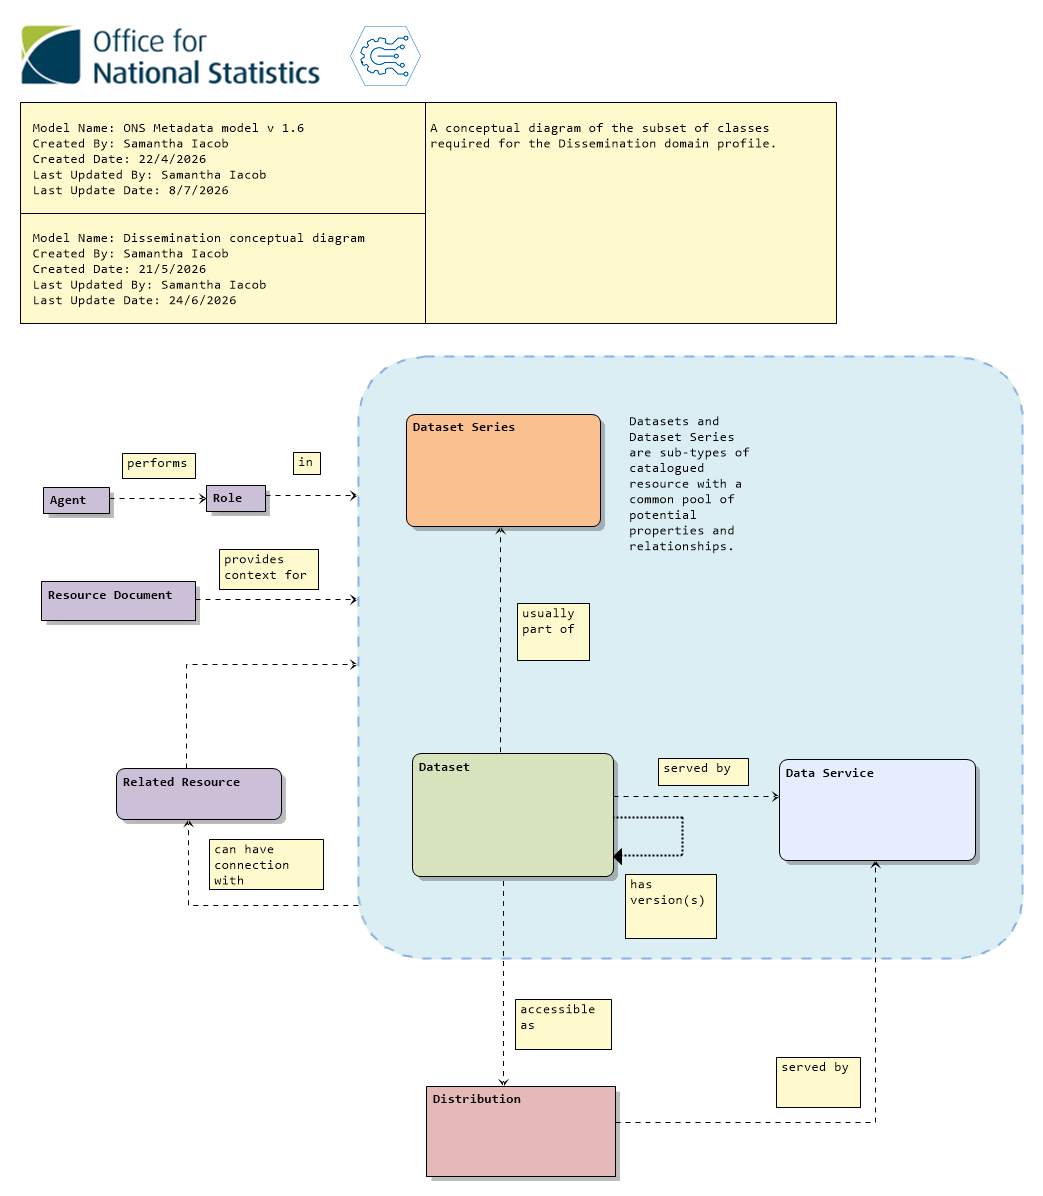 Office for
National Statistics
Model Name: ONS Metadata model v 1.6
Created By: Samantha Iacob
Created Date: 22/4/2026
Last Updated By: Samantha Iacob
Last Update Date: 8/7/2026
A conceptual diagram of the subset of classes
required for the Dissemination domain profile.
Model Name: Dissemination conceptual diagram
Created By: Samantha Iacob
Created Date: 21/5/2026
Last Updated By: Samantha Iacob
Last Update Date: 24/6/2026
Dataset Series
Datasets and
Dataset Series
are sub-types of
catalogued
resource with a
common pool of
potential
properties and
relationships.
performs
in
Agent
Role
provides
context for
Resource Document
usually
part of
Related Resource
can have
connection
with
Dataset
served by
Data Service
has
version(s)
accessible
as
served by
Distribution